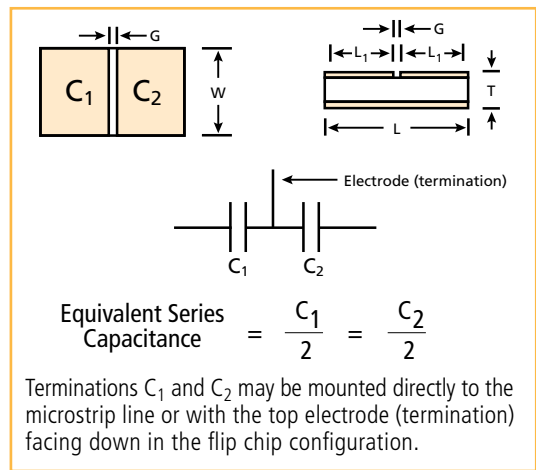 G
C₁ C₂
W
G
L₁ L₁
T
L
Electrode (termination)
C₁ C₂
Equivalent Series
Capacitance = C₁ / 2 = C₂ / 2
Terminations C₁ and C₂ may be mounted directly to the
microstrip line or with the top electrode (termination)
facing down in the flip chip configuration.